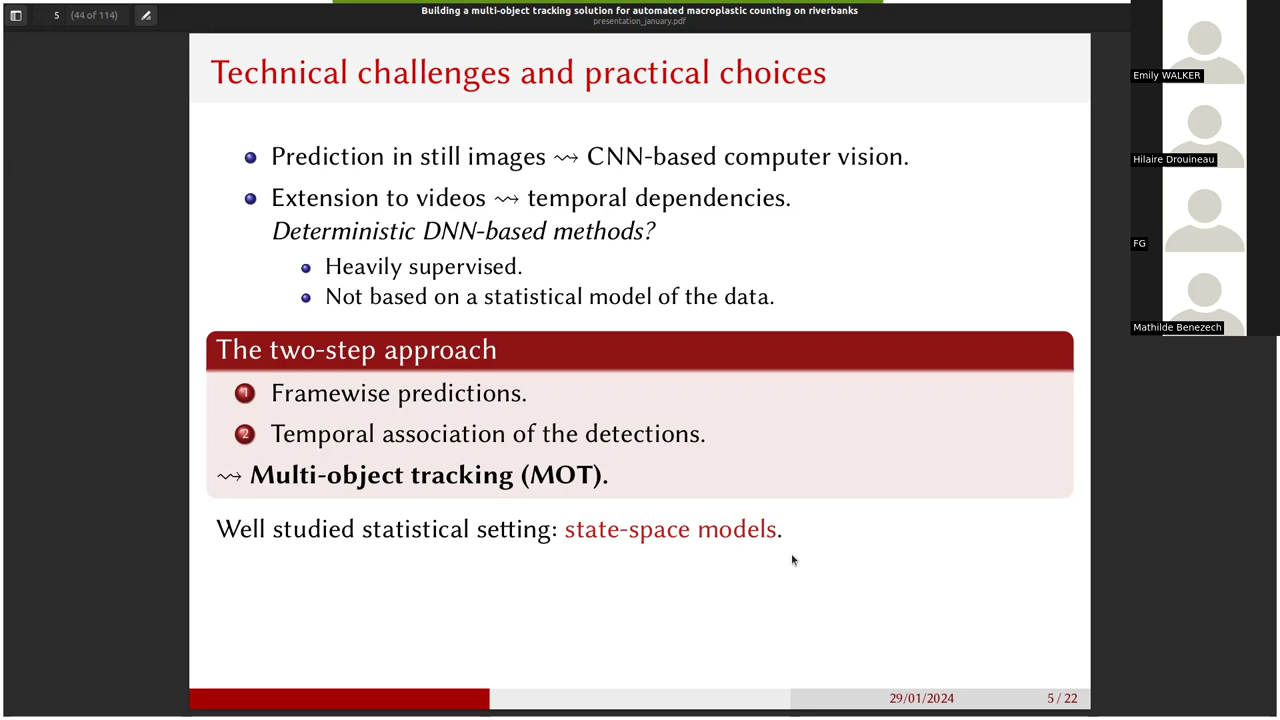 5 (44 of 114)
Building a multi-object tracking solution for automated macroplastic counting on riverbanks
presentation_january.pdf
Technical challenges and practical choices
Prediction in still images ⇝ CNN-based computer vision.
Extension to videos ⇝ temporal dependencies.
Deterministic DNN-based methods?
Heavily supervised.
Not based on a statistical model of the data.
The two-step approach
1 Framewise predictions.
2 Temporal association of the detections.
⇝ Multi-object tracking (MOT).
Well studied statistical setting: state-space models.
29/01/2024 5 / 22
Emily WALKER
Hilaire Drouineau
FG
Mathilde Benezech